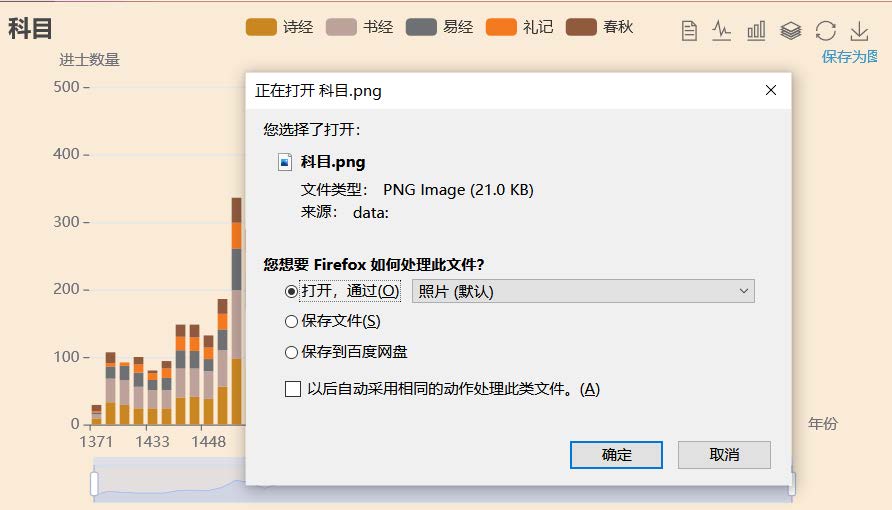 科目
诗经 书经 易经 礼记 春秋
保存为图
进士数量
500
400
300
200
100
0
1371 1433 1448
年份
正在打开 科目.png
您选择了打开：
科目.png
文件类型： PNG Image (21.0 KB)
来源： data:
您想要 Firefox 如何处理此文件？
打开，通过(O) 照片 (默认)
保存文件(S)
保存到百度网盘
以后自动采用相同的动作处理此类文件。(A)
确定 取消